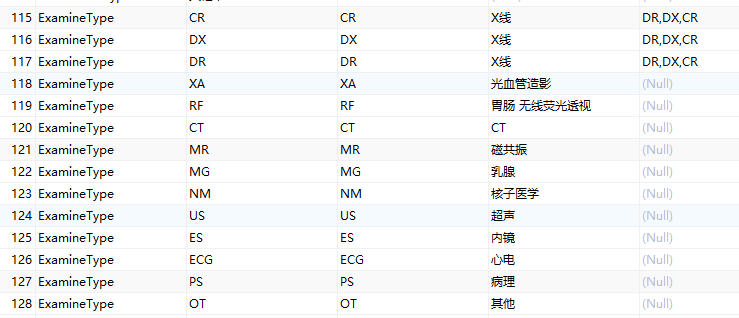 115 ExamineType CR CR X线 DR,DX,CR
116 ExamineType DX DX X线 DR,DX,CR
117 ExamineType DR DR X线 DR,DX,CR
118 ExamineType XA XA 光血管造影 (Null)
119 ExamineType RF RF 胃肠 无线荧光透视 (Null)
120 ExamineType CT CT CT (Null)
121 ExamineType MR MR 磁共振 (Null)
122 ExamineType MG MG 乳腺 (Null)
123 ExamineType NM NM 核子医学 (Null)
124 ExamineType US US 超声 (Null)
125 ExamineType ES ES 内镜 (Null)
126 ExamineType ECG ECG 心电 (Null)
127 ExamineType PS PS 病理 (Null)
128 ExamineType OT OT 其他 (Null)